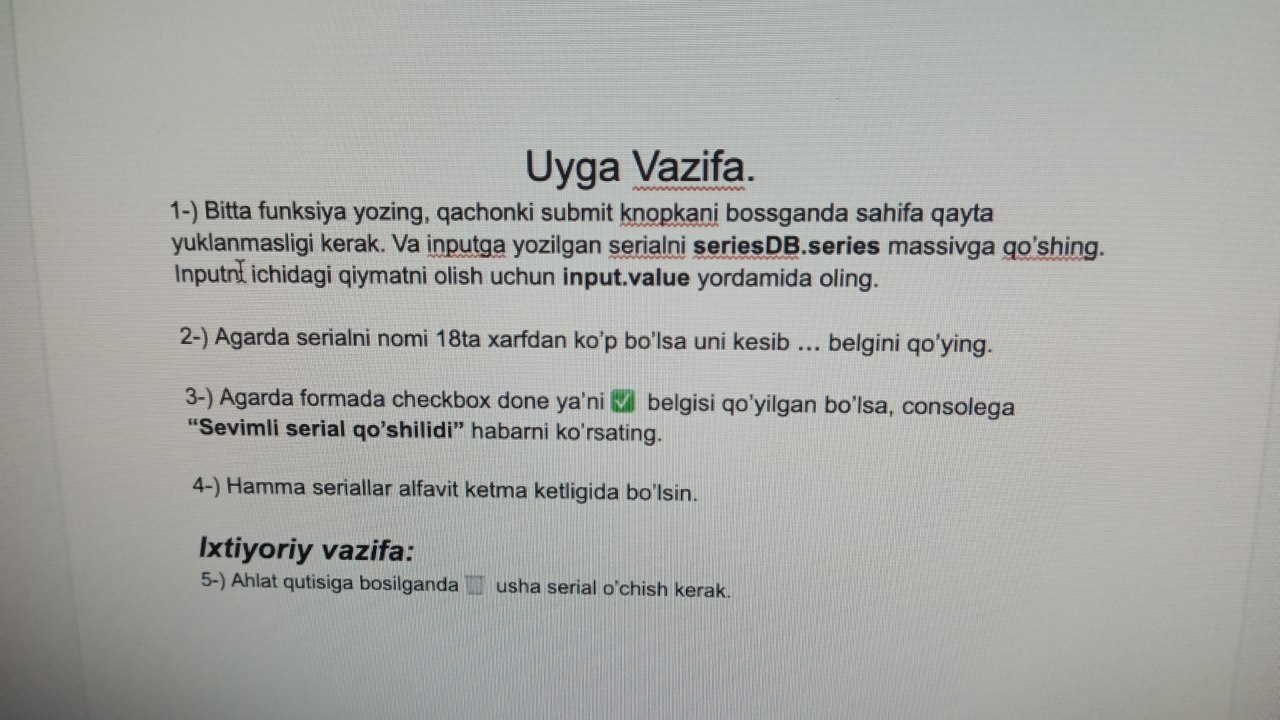 Uyga Vazifa.
1-) Bitta funksiya yozing, qachonki submit knopkani bossganda sahifa qayta
yuklanmasligi kerak. Va inputga yozilgan serialni seriesDB.series massivga qo'shing.
Inputni ichidagi qiymatni olish uchun input.value yordamida oling.
2-) Agarda serialni nomi 18ta xarfdan ko'p bo'lsa uni kesib … belgini qo'ying.
3-) Agarda formada checkbox done ya'ni ✅ belgisi qo'yilgan bo'lsa, consolega
“Sevimli serial qo'shilidi” habarni ko'rsating.
4-) Hamma seriallar alfavit ketma ketligida bo'lsin.
Ixtiyoriy vazifa:
5-) Ahlat qutisiga bosilganda 🗑 usha serial o'chish kerak.